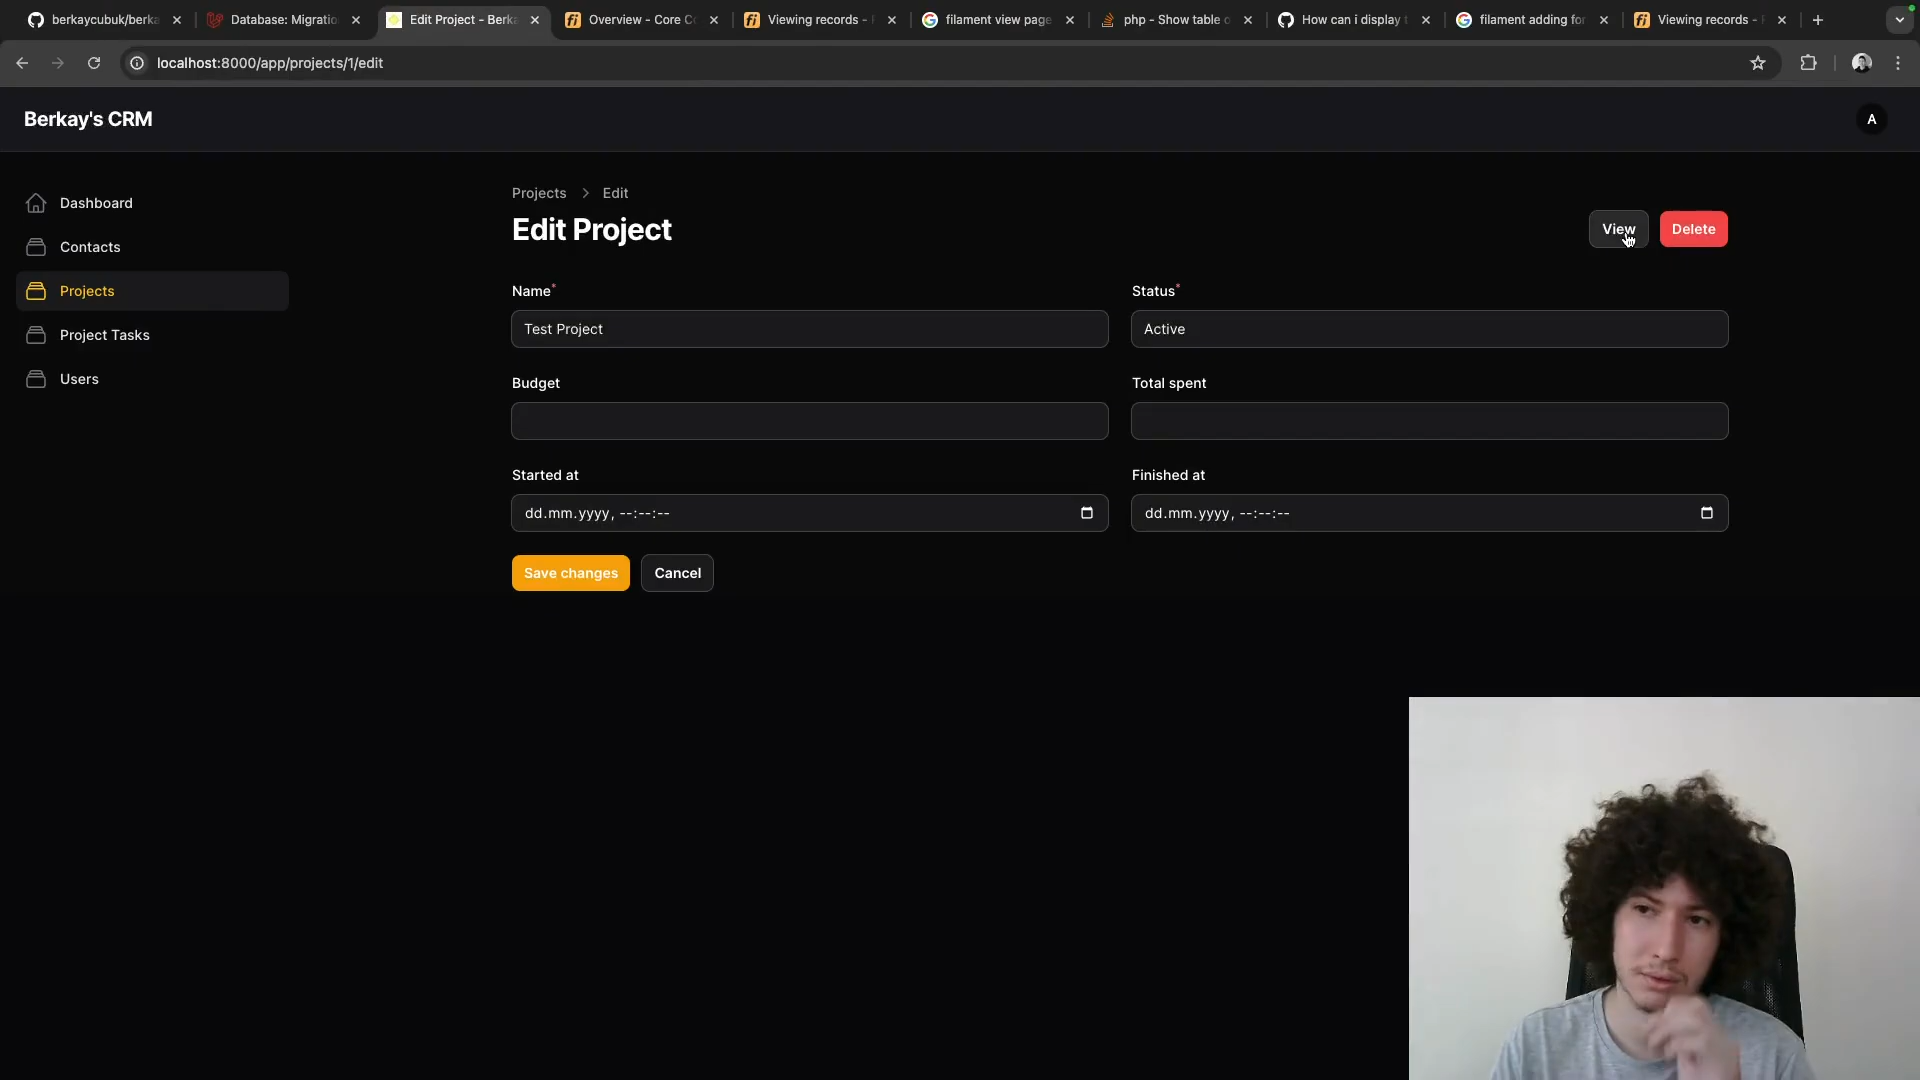 berkaycubuk/berka
Database: Migratio
Edit Project - Berka
Overview - Core Co
Viewing records - F
filament view page
php - Show table o
How can i display t
filament adding for
Viewing records - F
localhost:8000/app/projects/1/edit
Berkay's CRM
A
Dashboard
Contacts
Projects
Project Tasks
Users
Projects > Edit
Edit Project
View
Delete
Name*
Status*
Test Project
Active
Budget
Total spent
Started at
Finished at
dd.mm.yyyy, --:--:--
dd.mm.yyyy, --:--:--
Save changes
Cancel